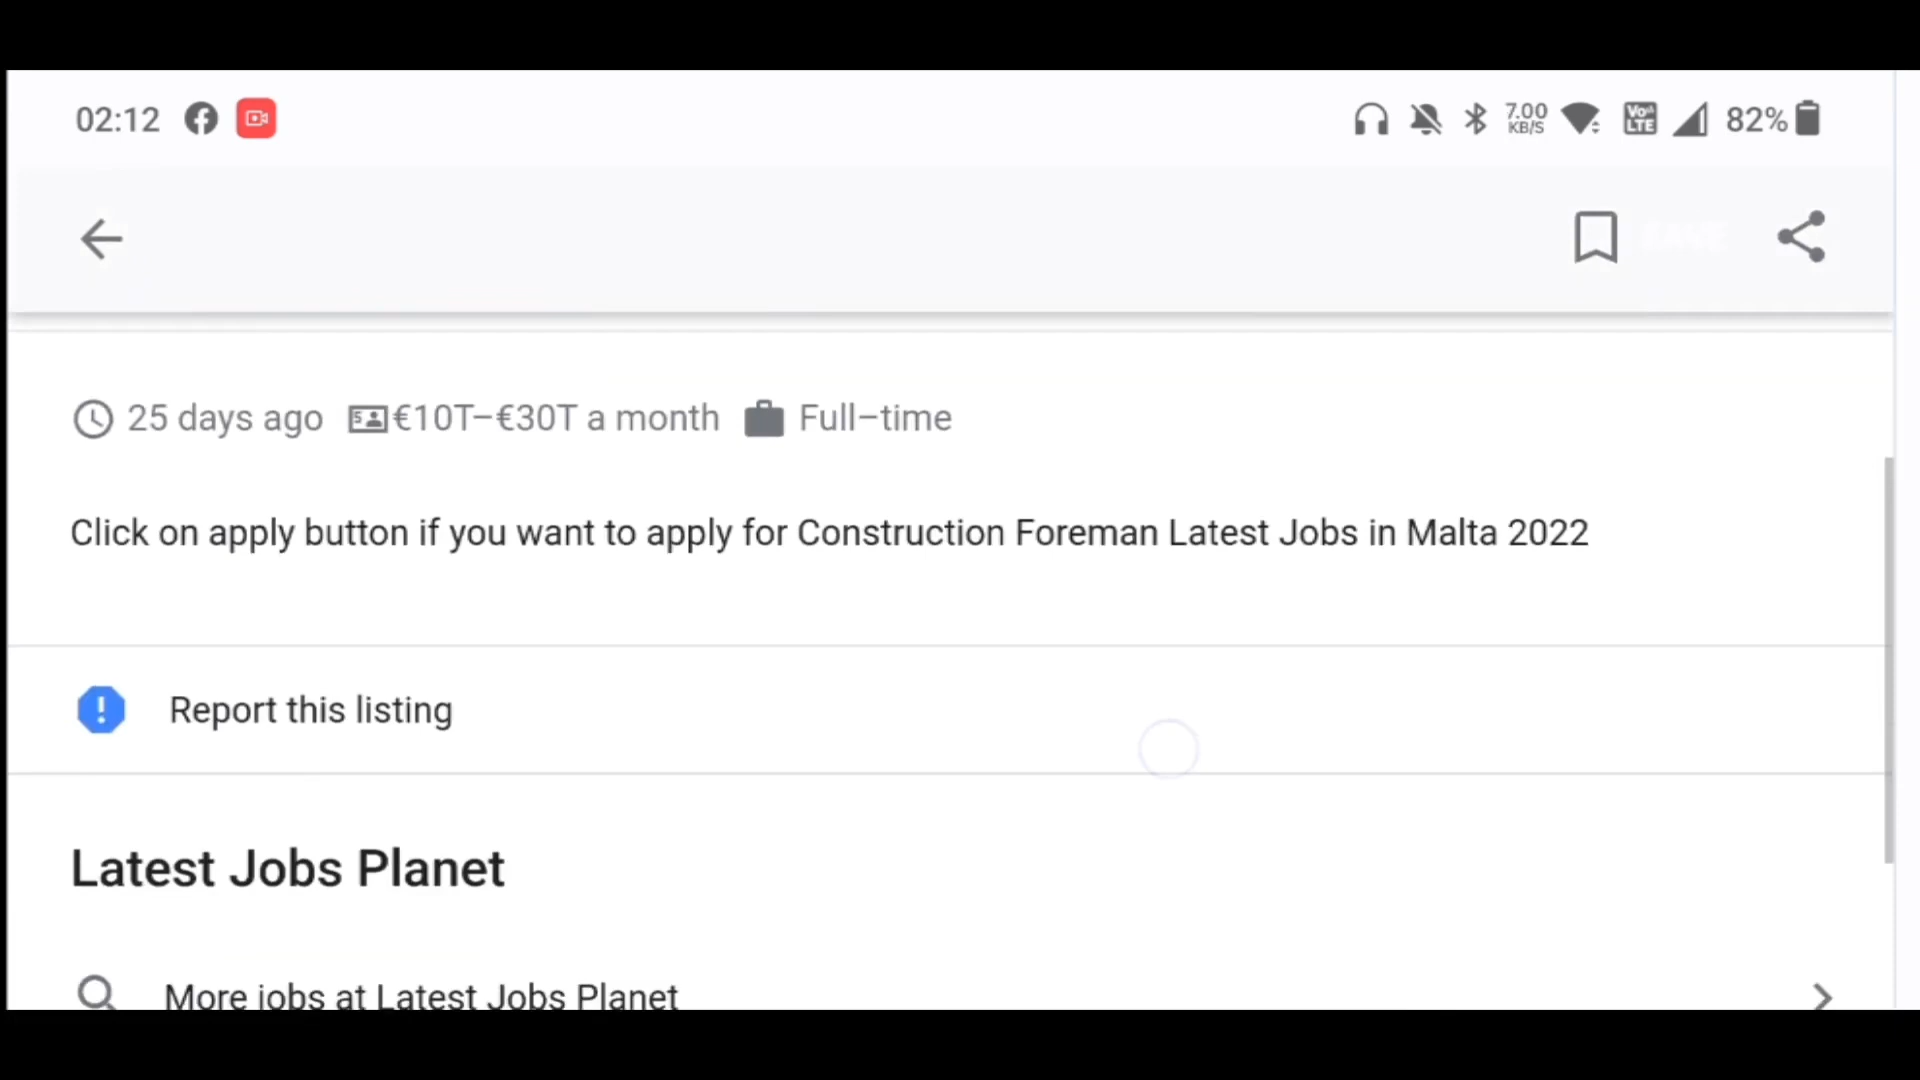 02:12 7.00 KB/S Vo LTE 82%
25 days ago €10T–€30T a month Full–time
Click on apply button if you want to apply for Construction Foreman Latest Jobs in Malta 2022
Report this listing
Latest Jobs Planet
More jobs at Latest Jobs Planet